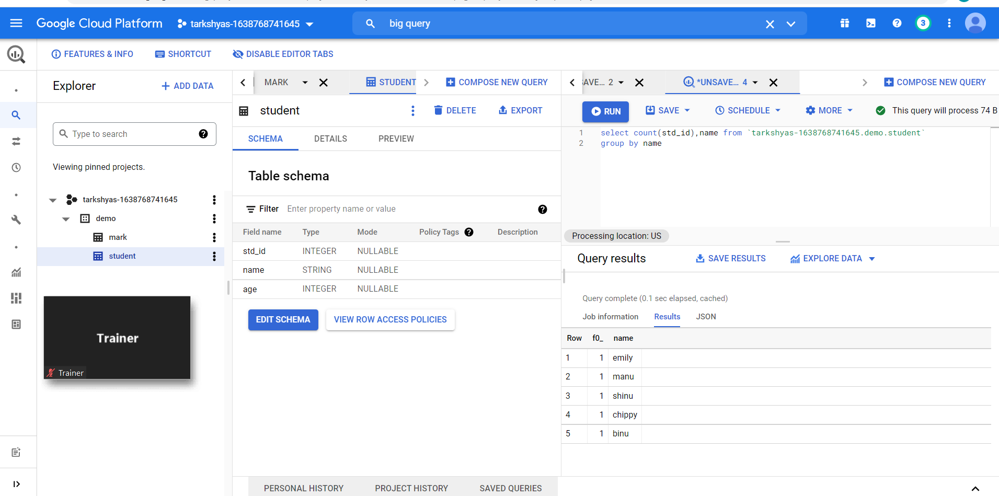 Google Cloud Platform
tarkshyas-1638768741645
big query
3
FEATURES & INFO
SHORTCUT
DISABLE EDITOR TABS
Explorer
ADD DATA
Type to search
Viewing pinned projects.
tarkshyas-1638768741645
demo
mark
student
Trainer
Trainer
MARK
STUDENT
COMPOSE NEW QUERY
student
DELETE
EXPORT
SCHEMA
DETAILS
PREVIEW
Table schema
Filter Enter property name or value
Field name Type Mode Policy Tags Description
std_id INTEGER NULLABLE
name STRING NULLABLE
age INTEGER NULLABLE
EDIT SCHEMA
VIEW ROW ACCESS POLICIES
SAVE... 2
*UNSAVE... 4
COMPOSE NEW QUERY
RUN
SAVE
SCHEDULE
MORE
This query will process 74 B
1 select count(std_id),name from `tarkshyas-1638768741645.demo.student`
2 group by name
Processing location: US
Query results
SAVE RESULTS
EXPLORE DATA
Query complete (0.1 sec elapsed, cached)
Job information Results JSON
Row f0_ name
1 1 emily
2 1 manu
3 1 shinu
4 1 chippy
5 1 binu
PERSONAL HISTORY
PROJECT HISTORY
SAVED QUERIES